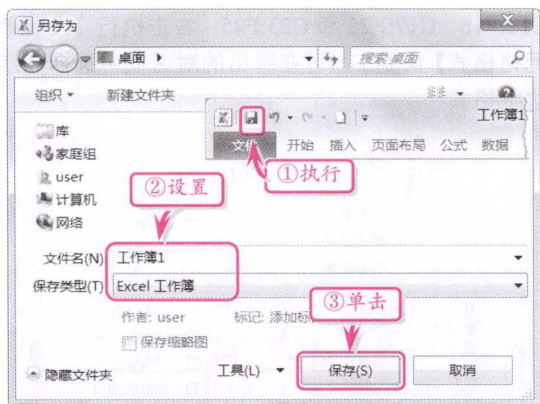 另存为
桌面
搜索 桌面
组织
新建文件夹
工作簿1
文件 开始 插入 页面布局 公式 数据
库
家庭组
user
计算机
网络
①执行
②设置
文件名(N) 工作簿1
保存类型(T) Excel 工作簿
③单击
作者: user
标记: 添加标
保存缩略图
隐藏文件夹
工具(L)
保存(S)
取消